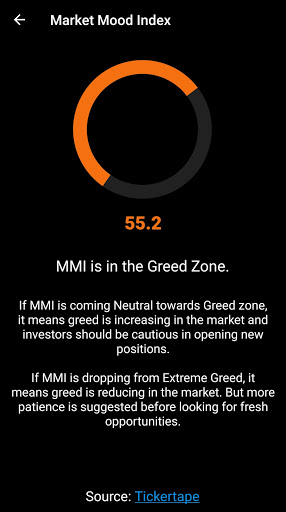 Market Mood Index
55.2
MMI is in the Greed Zone.
If MMI is coming Neutral towards Greed zone,
it means greed is increasing in the market and
investors should be cautious in opening new
positions.
If MMI is dropping from Extreme Greed, it
means greed is reducing in the market. But more
patience is suggested before looking for fresh
opportunities.
Source: Tickertape